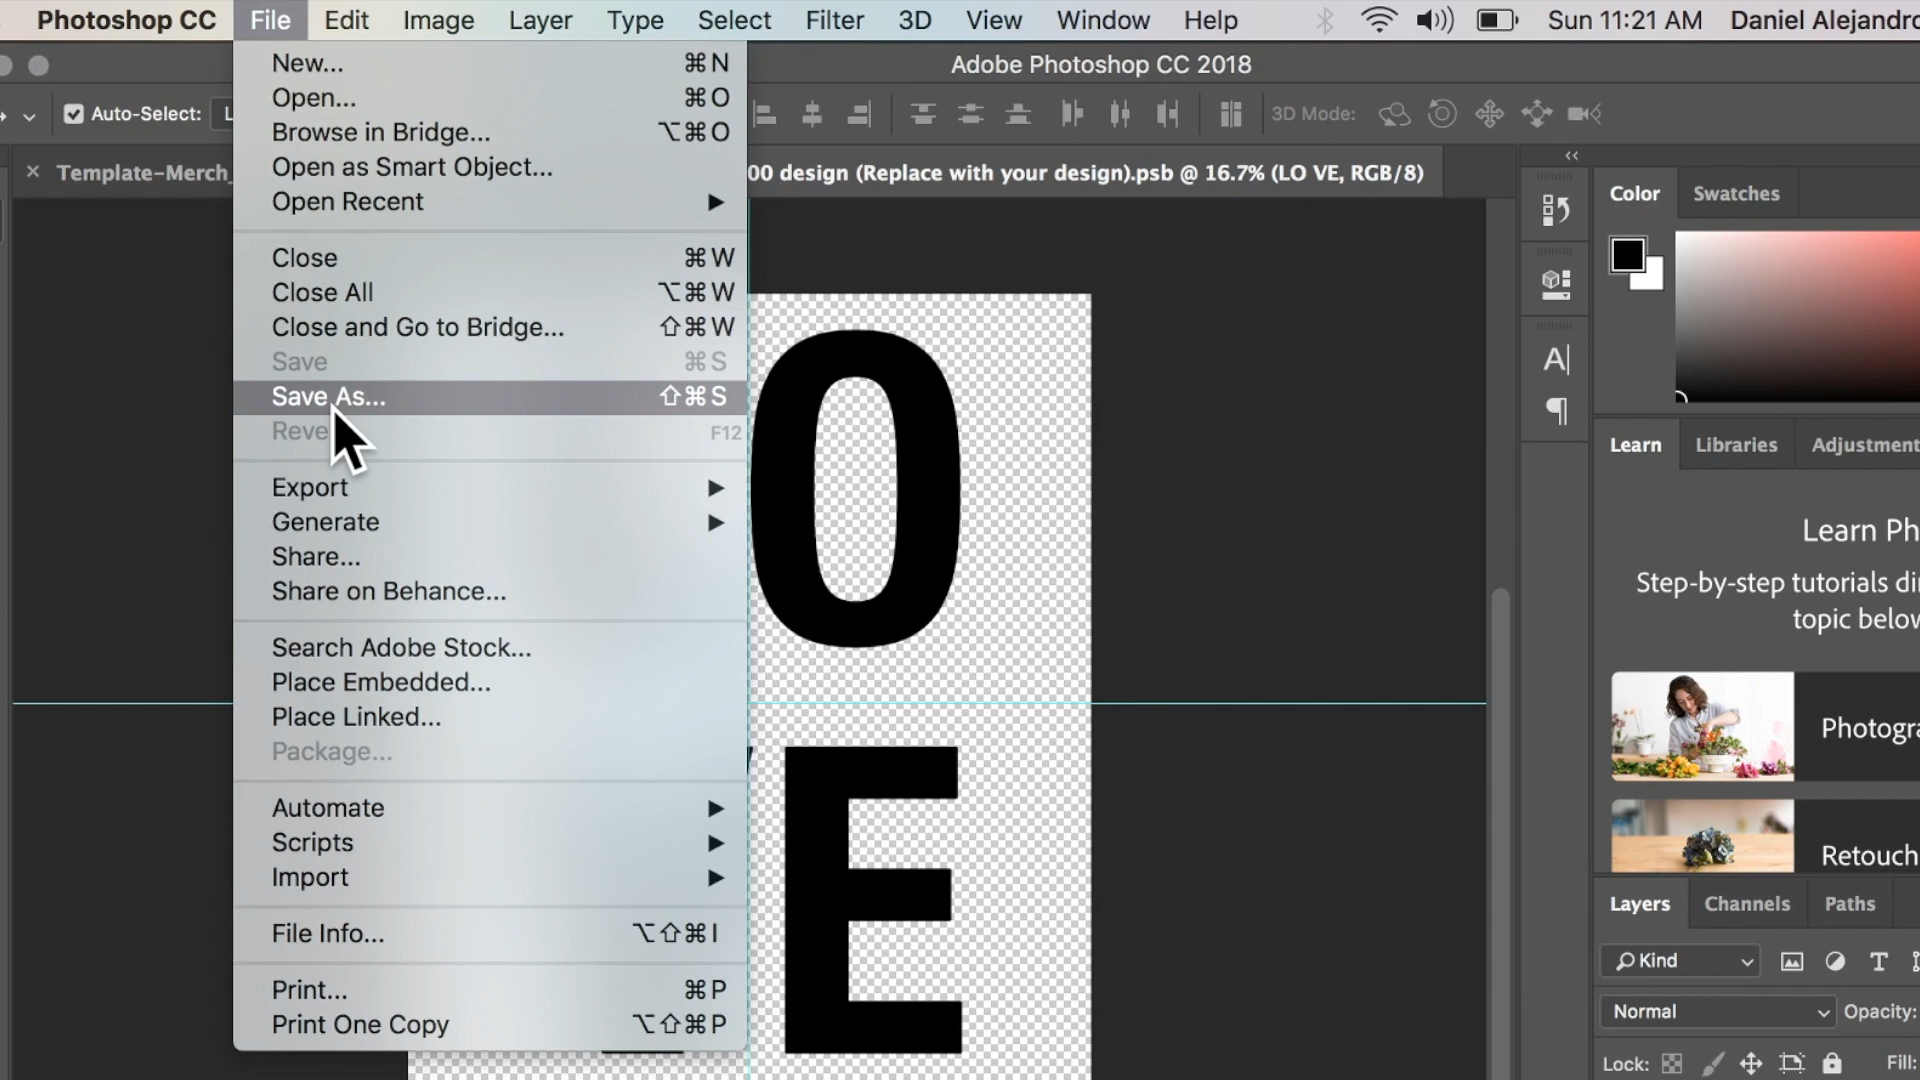 Photoshop CC File Edit Image Layer Type Select Filter 3D View Window Help Sun 11:21 AM Daniel Alejandro
Adobe Photoshop CC 2018
Auto-Select: L
3D Mode:
Template-Merch_
00 design (Replace with your design).psb @ 16.7% (LO VE, RGB/8)
New... ⌘N
Open... ⌘O
Browse in Bridge... ⌥⌘O
Open as Smart Object...
Open Recent ▶
Close ⌘W
Close All ⌥⌘W
Close and Go to Bridge... ⇧⌘W
Save ⌘S
Save As... ⇧⌘S
Reve F12
Export ▶
Generate ▶
Share...
Share on Behance...
Search Adobe Stock...
Place Embedded...
Place Linked...
Package...
Automate ▶
Scripts ▶
Import ▶
File Info... ⌥⇧⌘I
Print... ⌘P
Print One Copy ⌥⇧⌘P
O
E
Color Swatches
Learn Libraries Adjustment
Learn Ph
Step-by-step tutorials di
topic below
Photogra
Retouch
Layers Channels Paths
Kind
Normal Opacity:
Lock: Fill: